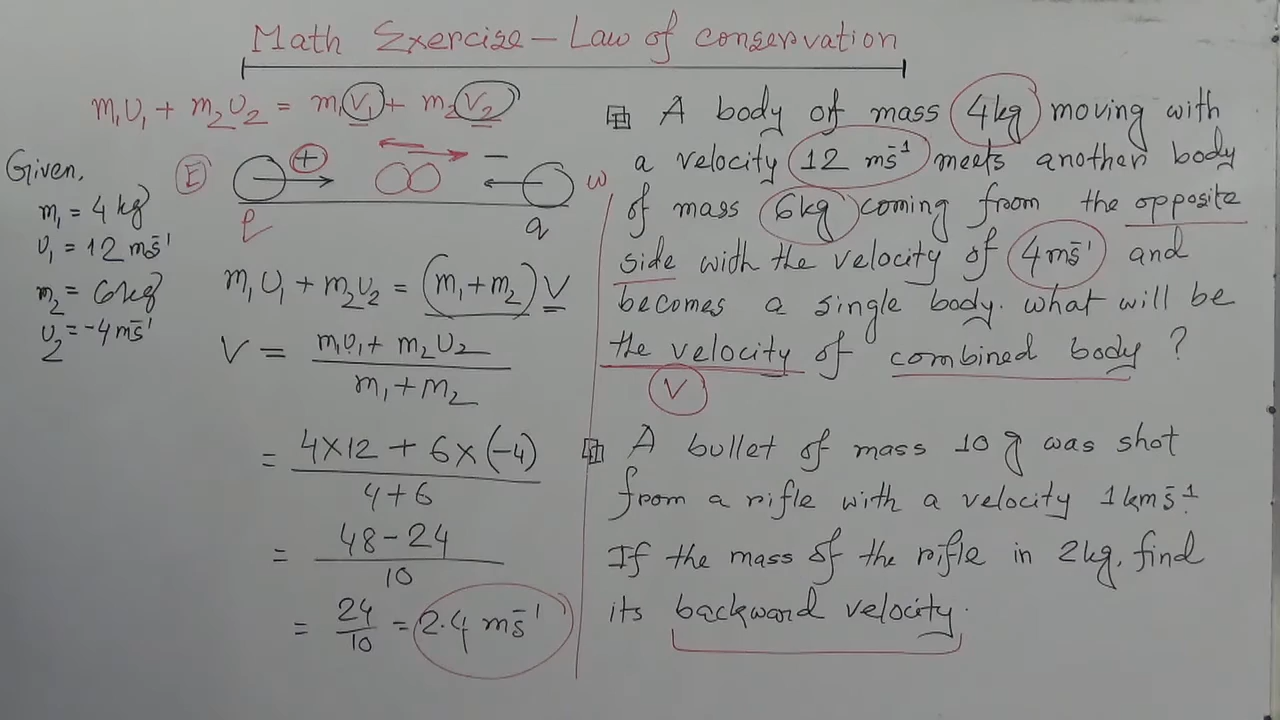 Math Exercise - Law of conservation
m₁U₁ + m₂U₂ = m₁V₁ + m₂V₂
Given,
m₁ = 4 kg
U₁ = 12 ms⁻¹
m₂ = 6kg
U₂ = -4 ms⁻¹
E + - W
P Q
m₁U₁ + m₂U₂ = (m₁+m₂) V
V = m₁U₁ + m₂U₂ / m₁ + m₂
= 4×12 + 6×(-4) / 4+6
= 48-24 / 10
= 24/10 = 2.4 ms⁻¹
A body of mass 4kg moving with
a velocity 12 ms⁻¹ meets another body
of mass 6kg coming from the opposite
side with the velocity of 4ms⁻¹ and
becomes a single body. what will be
the velocity of combined body ?
V
A bullet of mass 10 g was shot
from a rifle with a velocity 1kms⁻¹.
If the mass of the rifle in 2kg, find
its backward velocity.